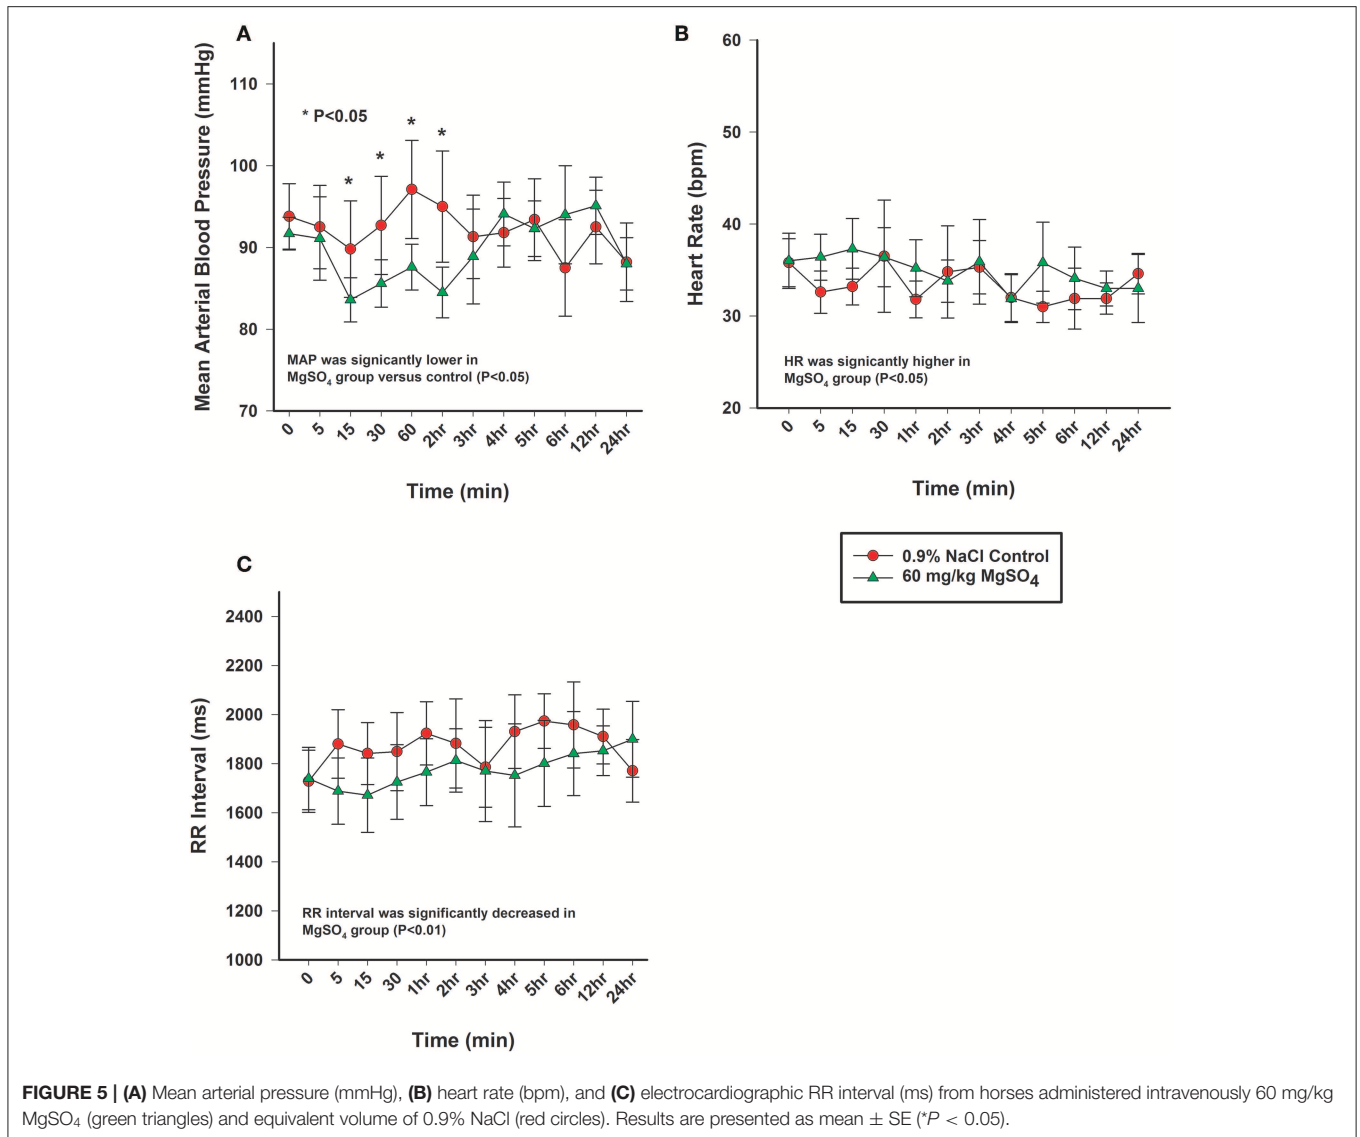 A
Mean Arterial Blood Pressure (mmHg)
110
100
90
80
70
* P<0.05
*
*
*
*
MAP was signicantly lower in
MgSO4 group versus control (P<0.05)
0
5
15
30
60
2hr
3hr
4hr
5hr
6hr
12hr
24hr
Time (min)
B
Heart Rate (bpm)
60
50
40
30
20
HR was signicantly higher in
MgSO4 group (P<0.05)
0
5
15
30
1hr
2hr
3hr
4hr
5hr
6hr
12hr
24hr
Time (min)
0.9% NaCl Control
60 mg/kg MgSO4
C
RR Interval (ms)
2400
2200
2000
1800
1600
1400
1200
1000
RR interval was significantly decreased in
MgSO4 group (P<0.01)
0
5
15
30
1hr
2hr
3hr
4hr
5hr
6hr
12hr
24hr
Time (min)
FIGURE 5 | (A) Mean arterial pressure (mmHg), (B) heart rate (bpm), and (C) electrocardiographic RR interval (ms) from horses administered intravenously 60 mg/kg
MgSO4 (green triangles) and equivalent volume of 0.9% NaCl (red circles). Results are presented as mean ± SE (*P < 0.05).